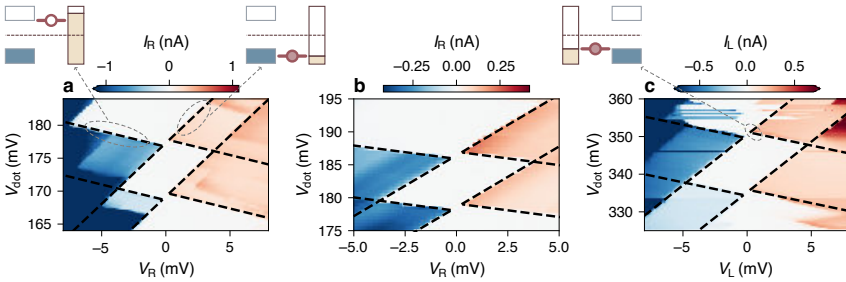 I_R (nA)
−1 0 1
a
V_dot (mV)
180
175
170
165
−5 0 5
V_R (mV)
I_R (nA)
−0.25 0.00 0.25
b
V_dot (mV)
195
190
185
180
175
−5.0 −2.5 0.0 2.5 5.0
V_R (mV)
I_L (nA)
−0.5 0.0 0.5
c
V_dot (mV)
360
350
340
330
−5 0 5
V_L (mV)